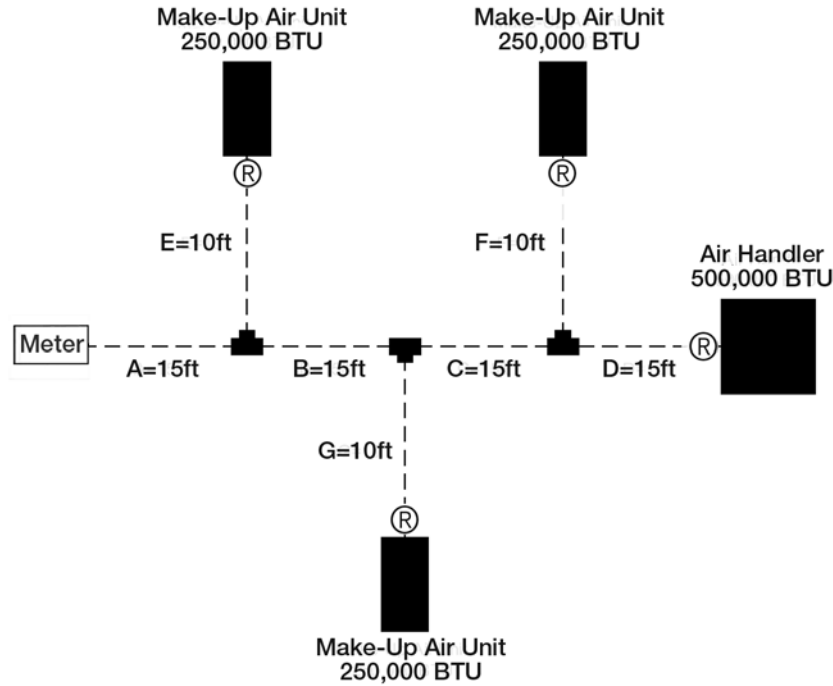 Make-Up Air Unit
250,000 BTU
Make-Up Air Unit
250,000 BTU
R
R
E=10ft
F=10ft
Air Handler
500,000 BTU
Meter
R
A=15ft
B=15ft
C=15ft
D=15ft
G=10ft
R
Make-Up Air Unit
250,000 BTU